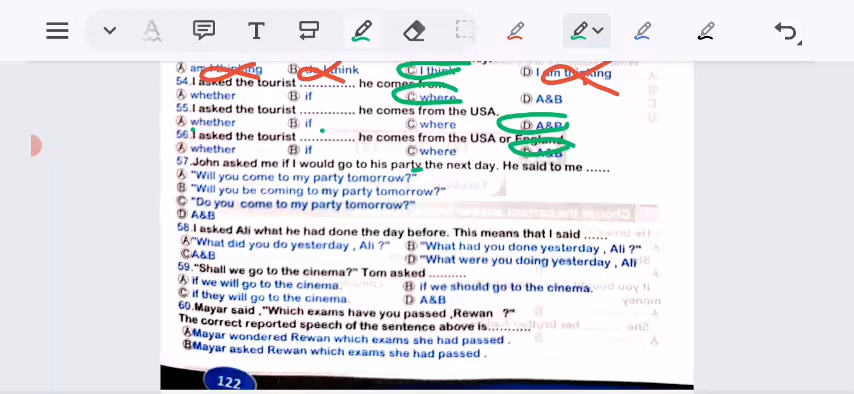 Ⓐ am I thinking Ⓑ do I think Ⓒ I think Ⓓ I am thinking
54.I asked the tourist .............. he comes from.
Ⓐ whether Ⓑ if Ⓒ where Ⓓ A&B
55.I asked the tourist .............. he comes from the USA.
Ⓐ whether Ⓑ if Ⓒ where Ⓓ A&B
56.I asked the tourist .............. he comes from the USA or England.
Ⓐ whether Ⓑ if Ⓒ where Ⓓ A&B
57.John asked me if I would go to his party the next day. He said to me ......
Ⓐ "Will you come to my party tomorrow?"
Ⓑ "Will you be coming to my party tomorrow?"
Ⓒ "Do you come to my party tomorrow?"
Ⓓ A&B
58.I asked Ali what he had done the day before. This means that I said ......
Ⓐ"What did you do yesterday , Ali ?" Ⓑ "What had you done yesterday , Ali ?"
ⒸA&B Ⓓ "What were you doing yesterday , Ali
59."Shall we go to the cinema?" Tom asked ..........
Ⓐ if we will go to the cinema. Ⓑ if we should go to the cinema.
Ⓒ if they will go to the cinema. Ⓓ A&B
60.Mayar said ,"Which exams have you passed ,Rewan ?"
The correct reported speech of the sentence above is...........
ⒶMayar wondered Rewan which exams she had passed .
ⒷMayar asked Rewan which exams she had passed .
122